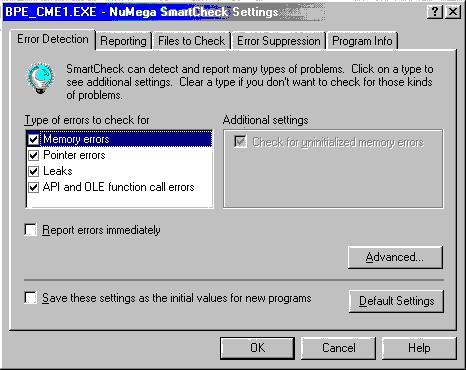 BPE_CME1.EXE - NuMega SmartCheck Settings
Error Detection
Reporting
Files to Check
Error Suppression
Program Info
SmartCheck can detect and report many types of problems. Click on a type to
see additional settings. Clear a type if you don't want to check for those kinds
of problems.
Type of errors to check for
Additional settings
Memory errors
Pointer errors
Leaks
API and OLE function call errors
Check for uninitialized memory errors
Report errors immediately
Advanced...
Save these settings as the initial values for new programs
Default Settings
OK
Cancel
Help